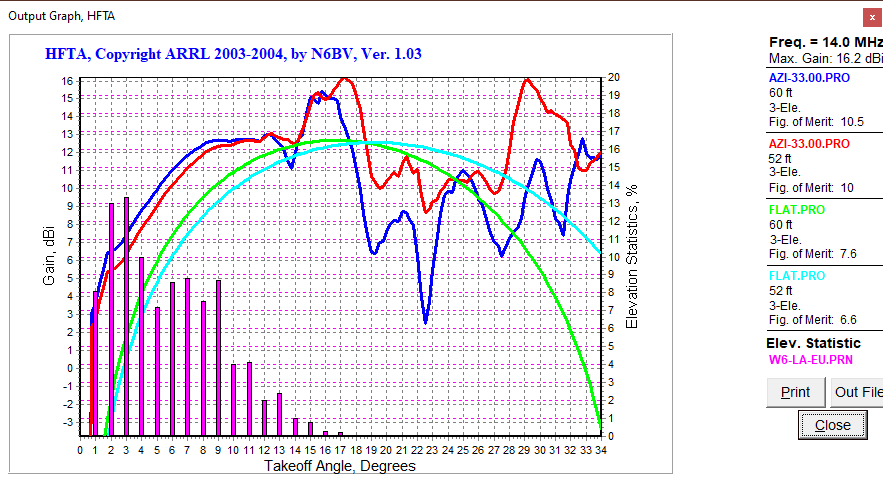 Output Graph, HFTA
x
HFTA, Copyright ARRL 2003-2004, by N6BV, Ver. 1.03
16
15
14
13
12
11
10
9
8
7
6
5
4
3
2
1
0
-1
-2
-3
Gain, dBi
20
19
18
17
16
15
14
13
12
11
10
9
8
7
6
5
4
3
2
1
0
Elevation Statistics, %
0 1 2 3 4 5 6 7 8 9 10 11 12 13 14 15 16 17 18 19 20 21 22 23 24 25 26 27 28 29 30 31 32 33 34
Takeoff Angle, Degrees
Freq. = 14.0 MHz
Max. Gain: 16.2 dBi
AZI-33.00.PRO
60 ft
3-Ele.
Fig. of Merit: 10.5
AZI-33.00.PRO
52 ft
3-Ele.
Fig. of Merit: 10
FLAT.PRO
60 ft
3-Ele.
Fig. of Merit: 7.6
FLAT.PRO
52 ft
3-Ele.
Fig. of Merit: 6.6
Elev. Statistic
W6-LA-EU.PRN
Print
Out File
Close